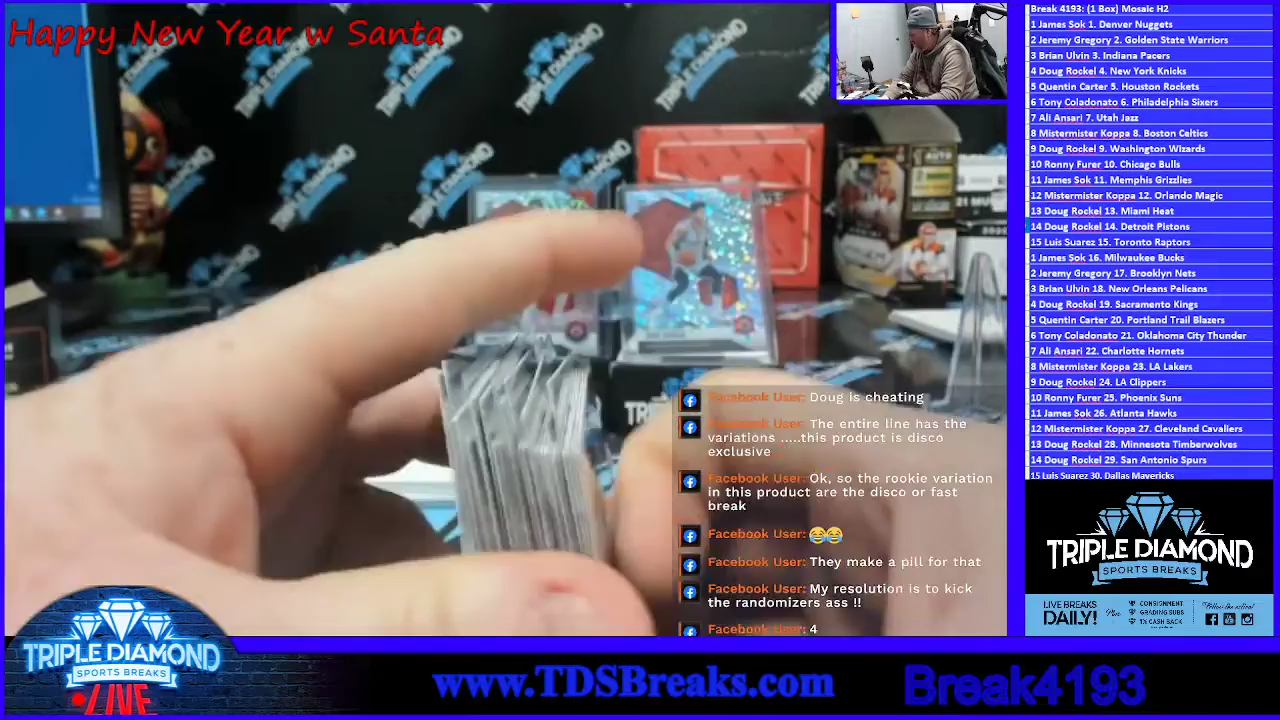 Happy New Year w Santa
TRIPLE DIAMOND
Facebook User: Doug is cheating
Facebook User: The entire line has the
variations .....this product is disco
exclusive
Facebook User: Ok, so the rookie variation
in this product are the disco or fast
break
Facebook User: 😂😂
Facebook User: They make a pill for that
Facebook User: My resolution is to kick
the randomizers ass !!
Facebook User: 4
Break 4193: (1 Box) Mosaic H2
1 James Sok 1. Denver Nuggets
2 Jeremy Gregory 2. Golden State Warriors
3 Brian Ulvin 3. Indiana Pacers
4 Doug Rockel 4. New York Knicks
5 Quentin Carter 5. Houston Rockets
6 Tony Coladonato 6. Philadelphia Sixers
7 Ali Ansari 7. Utah Jazz
8 Mistermister Koppa 8. Boston Celtics
9 Doug Rockel 9. Washington Wizards
10 Ronny Furer 10. Chicago Bulls
11 James Sok 11. Memphis Grizzlies
12 Mistermister Koppa 12. Orlando Magic
13 Doug Rockel 13. Miami Heat
14 Doug Rockel 14. Detroit Pistons
15 Luis Suarez 15. Toronto Raptors
1 James Sok 16. Milwaukee Bucks
2 Jeremy Gregory 17. Brooklyn Nets
3 Brian Ulvin 18. New Orleans Pelicans
4 Doug Rockel 19. Sacramento Kings
5 Quentin Carter 20. Portland Trail Blazers
6 Tony Coladonato 21. Oklahoma City Thunder
7 Ali Ansari 22. Charlotte Hornets
8 Mistermister Koppa 23. LA Lakers
9 Doug Rockel 24. LA Clippers
10 Ronny Furer 25. Phoenix Suns
11 James Sok 26. Atlanta Hawks
12 Mistermister Koppa 27. Cleveland Cavaliers
13 Doug Rockel 28. Minnesota Timberwolves
14 Doug Rockel 29. San Antonio Spurs
15 Luis Suarez 30. Dallas Mavericks
TRIPLE DIAMOND
SPORTS BREAKS
LIVE BREAKS
DAILY!
Plus
CONSIGNMENT
GRADING SUBS
1% CASH BACK
TRIPLE DIAMOND
SPORTS BREAKS
LIVE
www.TDSBreaks.com
Break4193